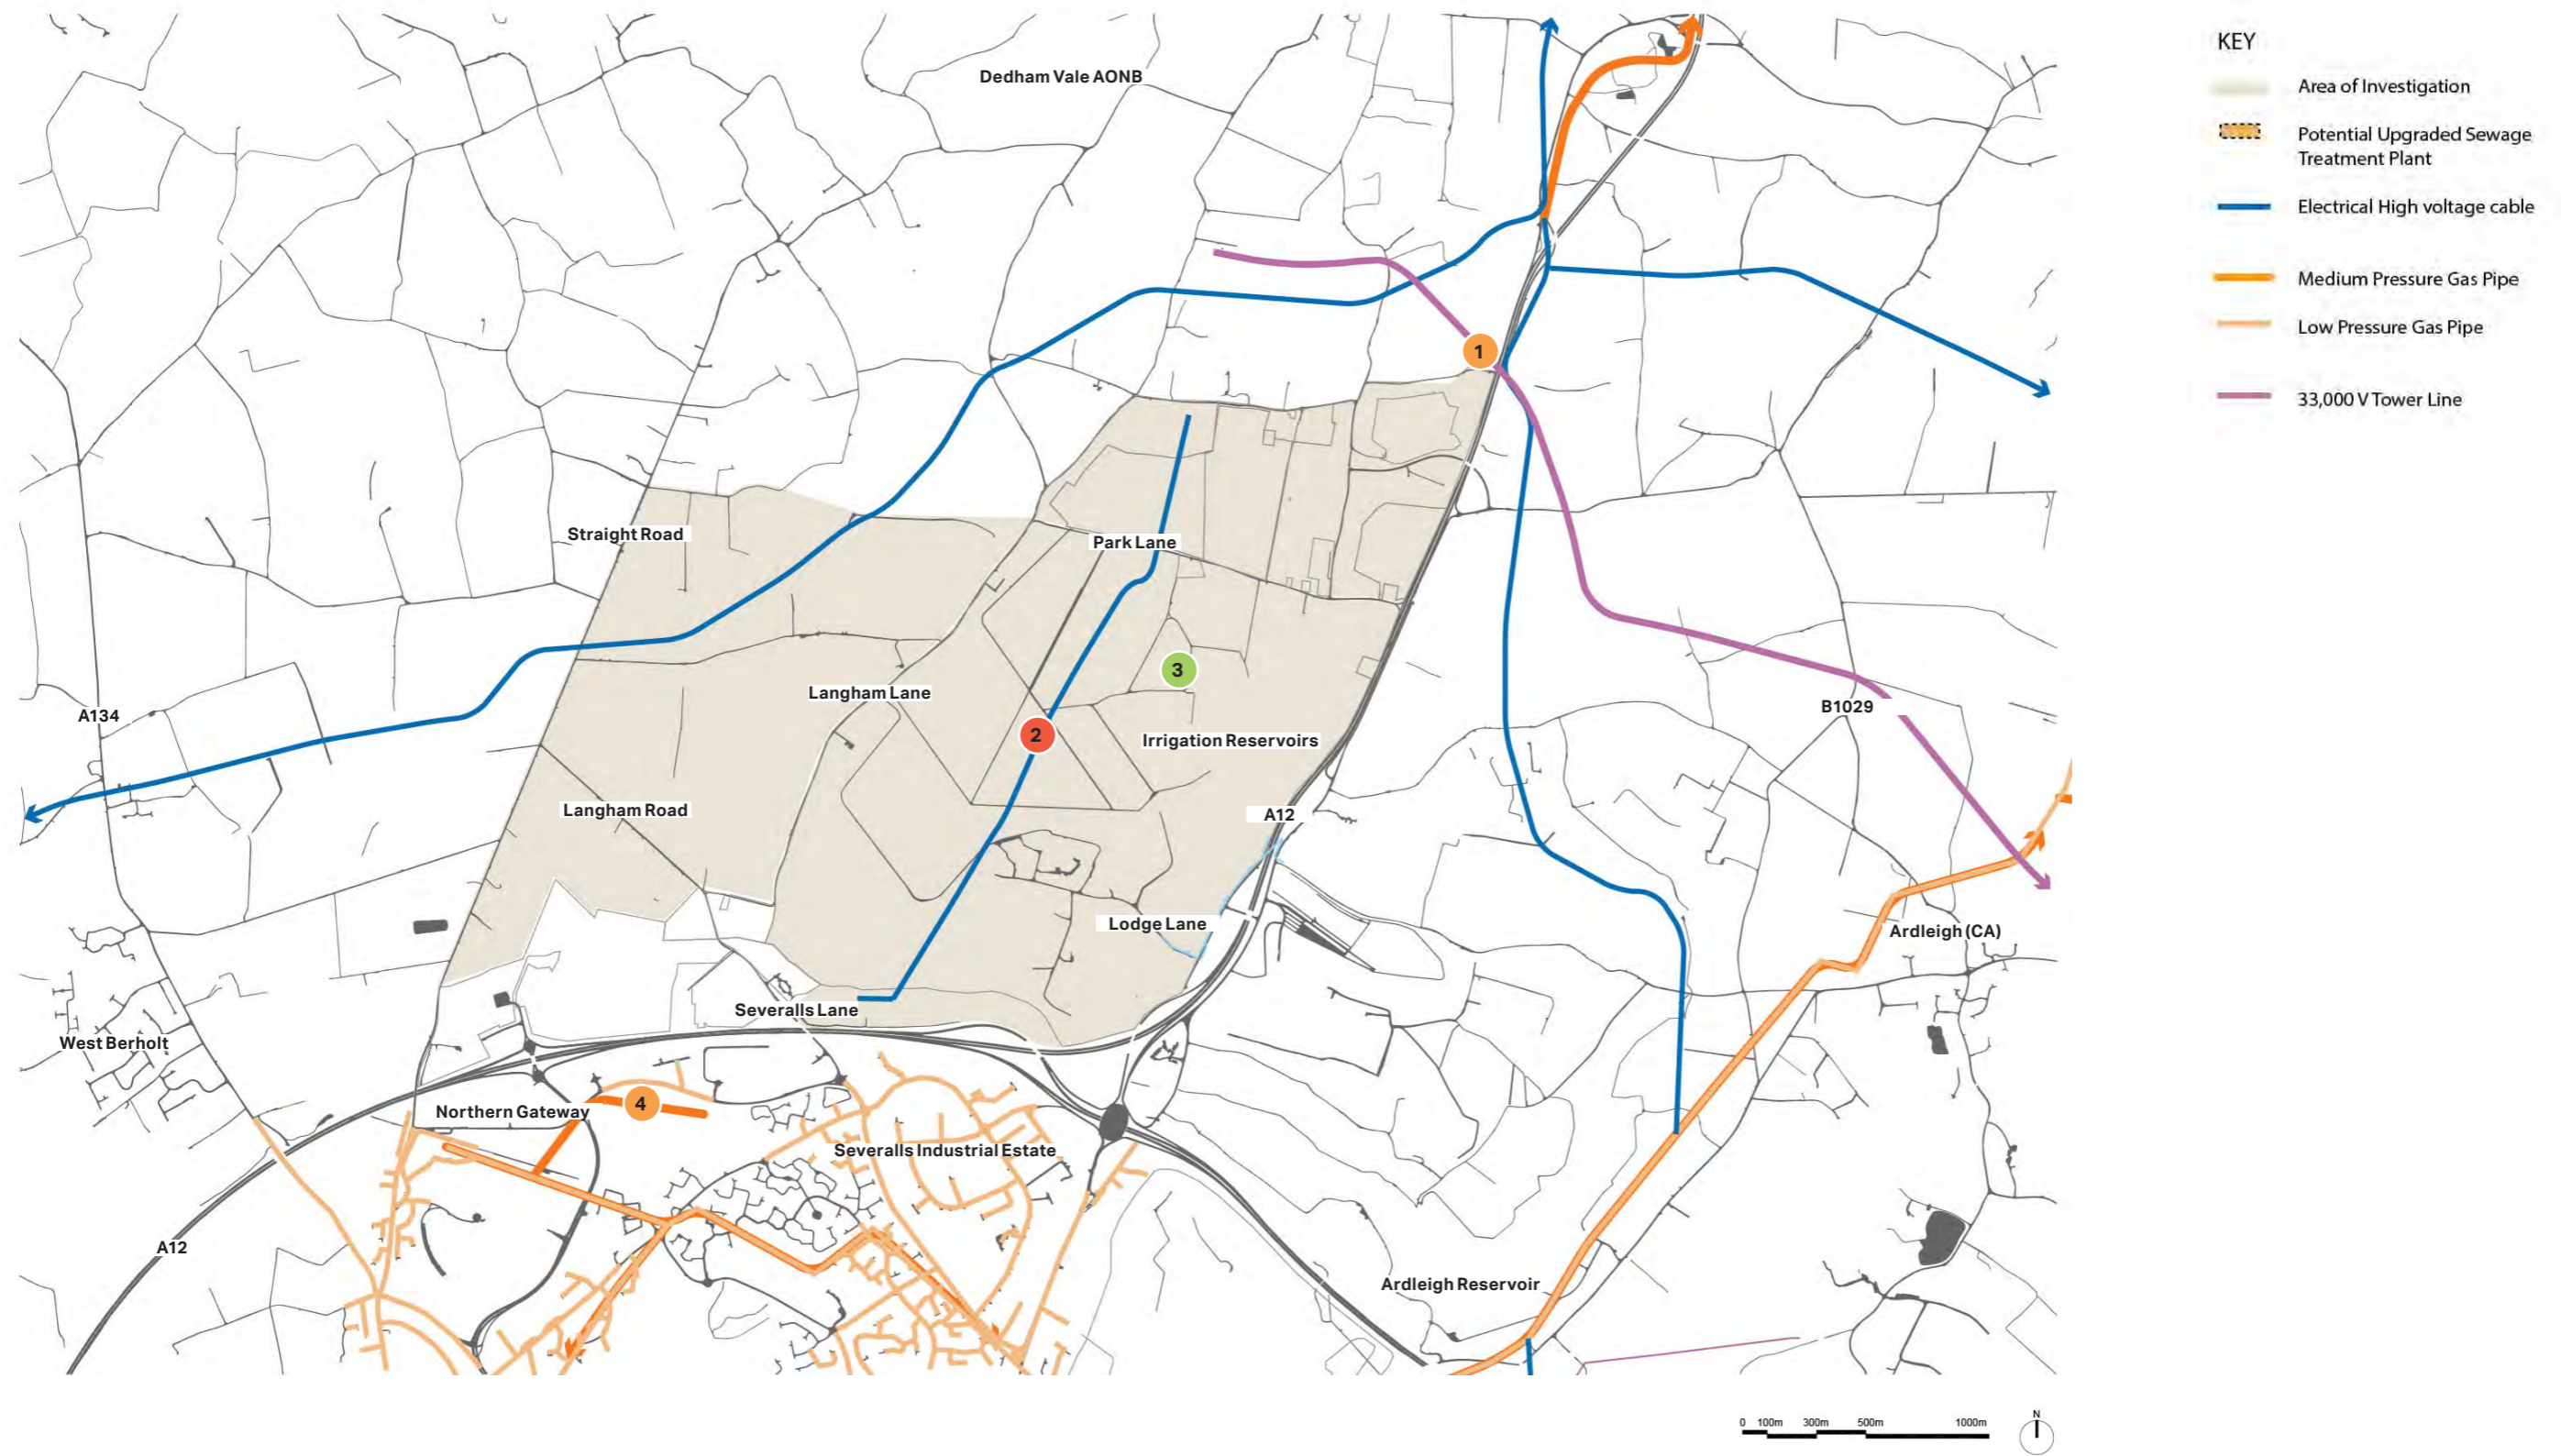 Dedham Vale AONB
1
Straight Road
Park Lane
3
Langham Lane
A134
B1029
2
Irrigation Reservoirs
Langham Road
A12
Lodge Lane
Ardleigh (CA)
Severalls Lane
West Berholt
4
Northern Gateway
Severalls Industrial Estate
A12
Ardleigh Reservoir
KEY
Area of Investigation
Potential Upgraded Sewage
Treatment Plant
Electrical High voltage cable
Medium Pressure Gas Pipe
Low Pressure Gas Pipe
33,000 V Tower Line
0 100m 300m 500m 1000m
N